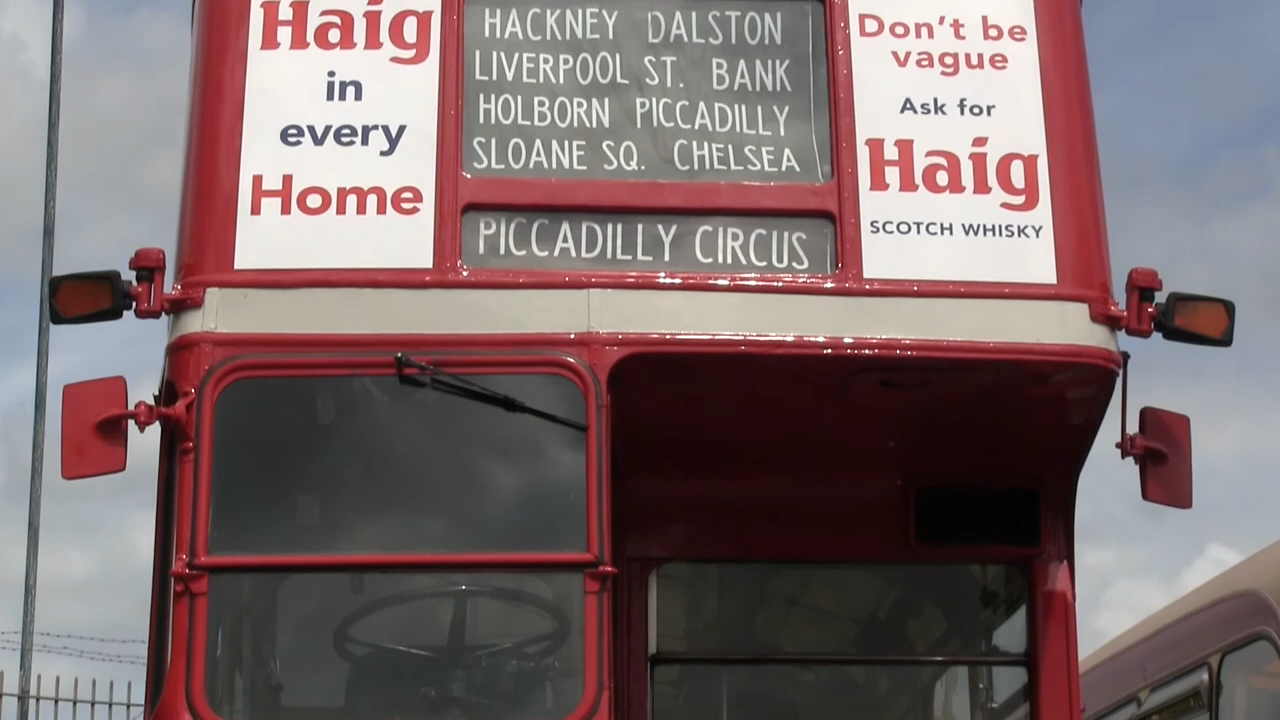 Haig
in
every
Home
HACKNEY DALSTON
LIVERPOOL ST. BANK
HOLBORN PICCADILLY
SLOANE SQ. CHELSEA
PICCADILLY CIRCUS
Don't be
vague
Ask for
Haig
SCOTCH WHISKY